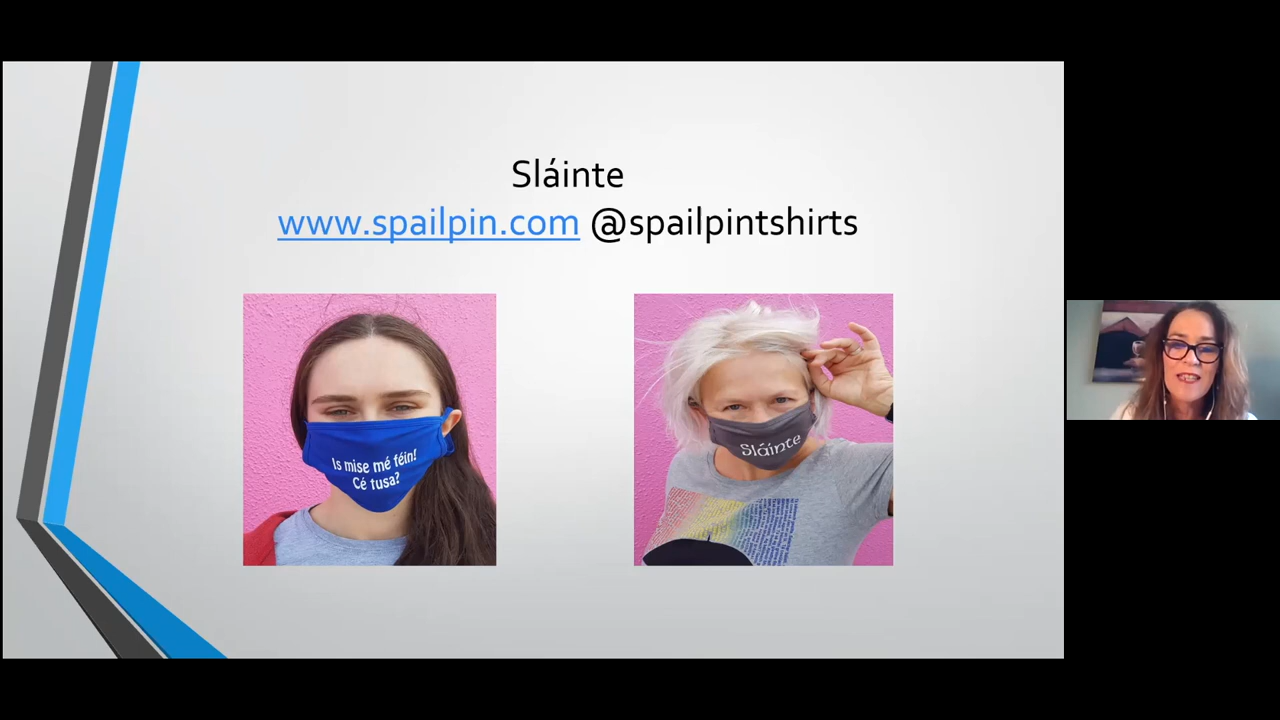 Sláinte
www.spailpin.com @spailpintshirts
Is mise mé féin!
Cé tusa?
Sláinte